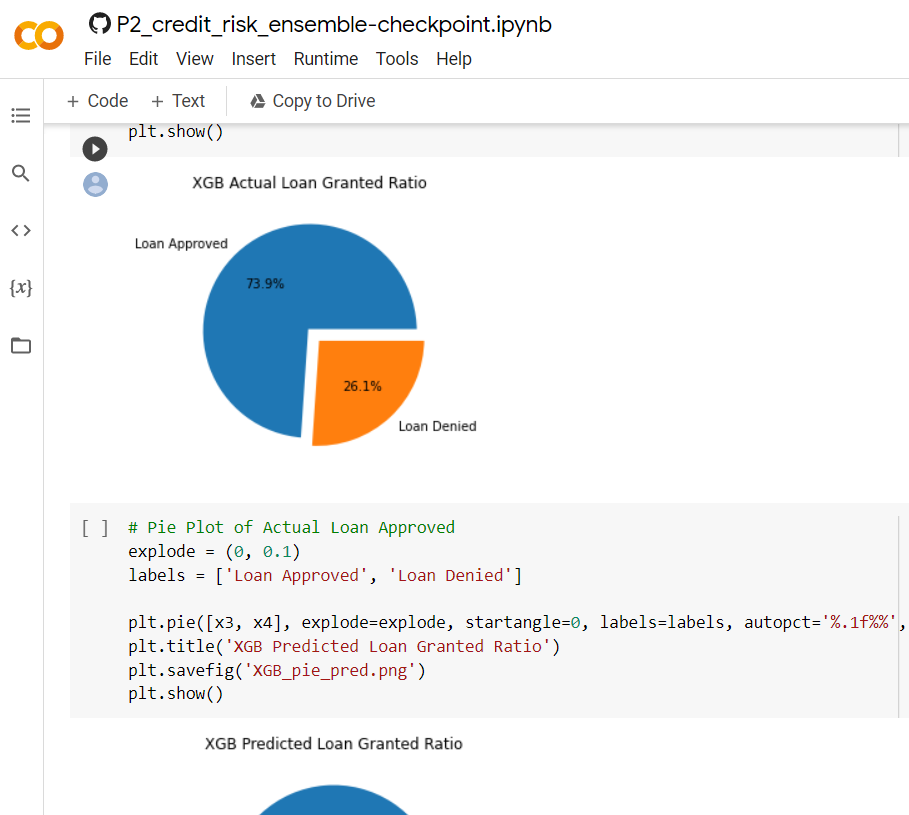 P2_credit_risk_ensemble-checkpoint.ipynb
File Edit View Insert Runtime Tools Help
+ Code + Text Copy to Drive
plt.show()
XGB Actual Loan Granted Ratio
Loan Approved
73.9%
26.1%
Loan Denied
{x}
[ ] # Pie Plot of Actual Loan Approved
explode = (0, 0.1)
labels = ['Loan Approved', 'Loan Denied']
plt.pie([x3, x4], explode=explode, startangle=0, labels=labels, autopct='%.1f%%',
plt.title('XGB Predicted Loan Granted Ratio')
plt.savefig('XGB_pie_pred.png')
plt.show()
XGB Predicted Loan Granted Ratio